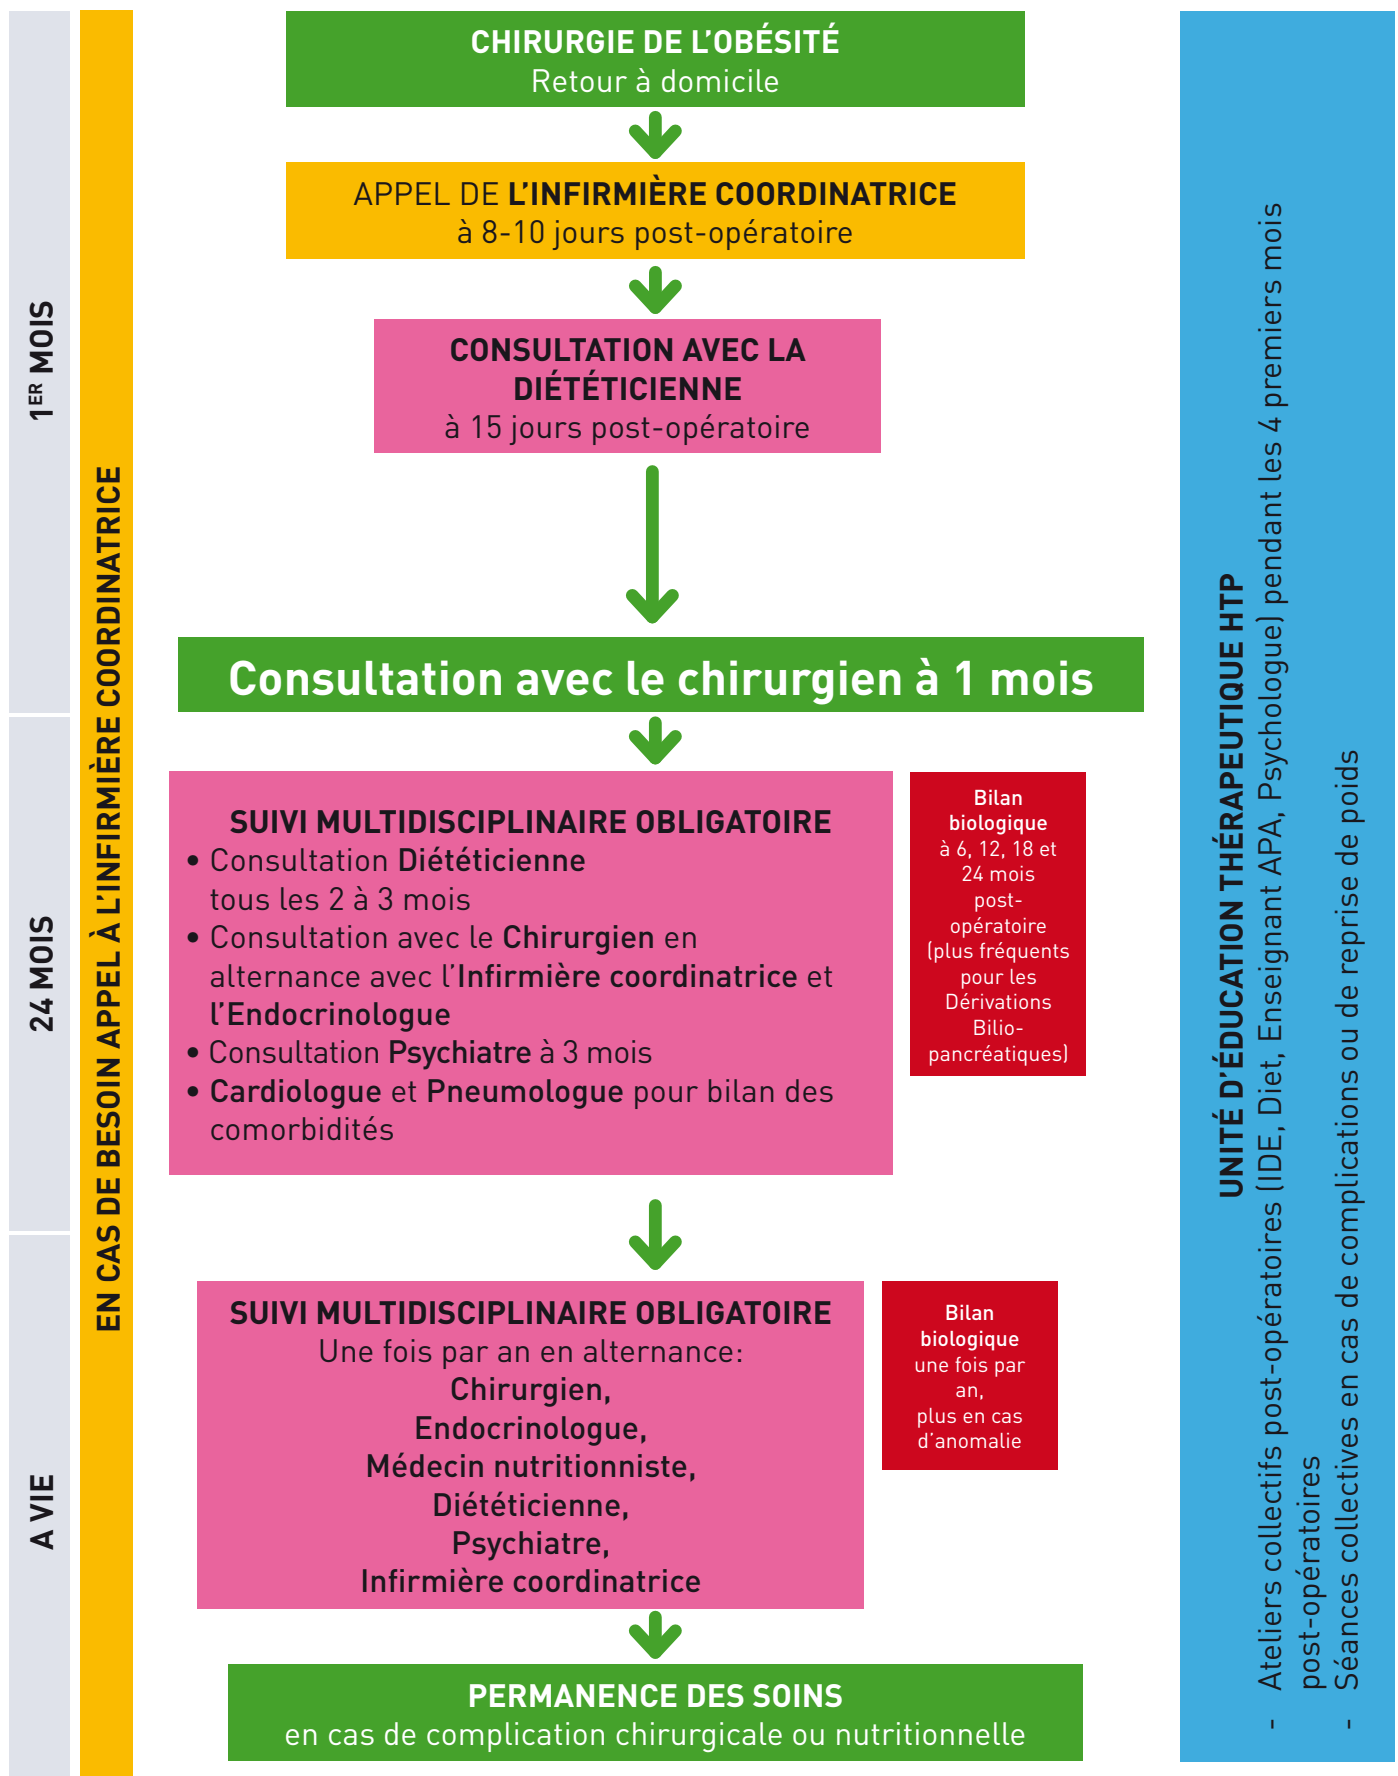 CHIRURGIE DE L'OBÉSITÉ
Retour à domicile
APPEL DE L'INFIRMIÈRE COORDINATRICE
à 8-10 jours post-opératoire
CONSULTATION AVEC LA
DIÉTÉTICIENNE
à 15 jours post-opératoire
1ER MOIS
Consultation avec le chirurgien à 1 mois
SUIVI MULTIDISCIPLINAIRE OBLIGATOIRE
• Consultation Diététicienne
tous les 2 à 3 mois
• Consultation avec le Chirurgien en
alternance avec l'Infirmière coordinatrice et
l'Endocrinologue
• Consultation Psychiatre à 3 mois
• Cardiologue et Pneumologue pour bilan des
comorbidités
Bilan
biologique
à 6, 12, 18 et
24 mois
post-
opératoire
(plus fréquents
pour les
Dérivations
Bilio-
pancréatiques)
24 MOIS
SUIVI MULTIDISCIPLINAIRE OBLIGATOIRE
Une fois par an en alternance:
Chirurgien,
Endocrinologue,
Médecin nutritionniste,
Diététicienne,
Psychiatre,
Infirmière coordinatrice
Bilan
biologique
une fois par
an,
plus en cas
d'anomalie
A VIE
PERMANENCE DES SOINS
en cas de complication chirurgicale ou nutritionnelle
EN CAS DE BESOIN APPEL À L'INFIRMIÈRE COORDINATRICE
UNITÉ D'ÉDUCATION THÉRAPEUTIQUE HTP
- Ateliers collectifs post-opératoires (IDE, Diet, Enseignant APA, Psychologue) pendant les 4 premiers mois
post-opératoires
- Séances collectives en cas de complications ou de reprise de poids